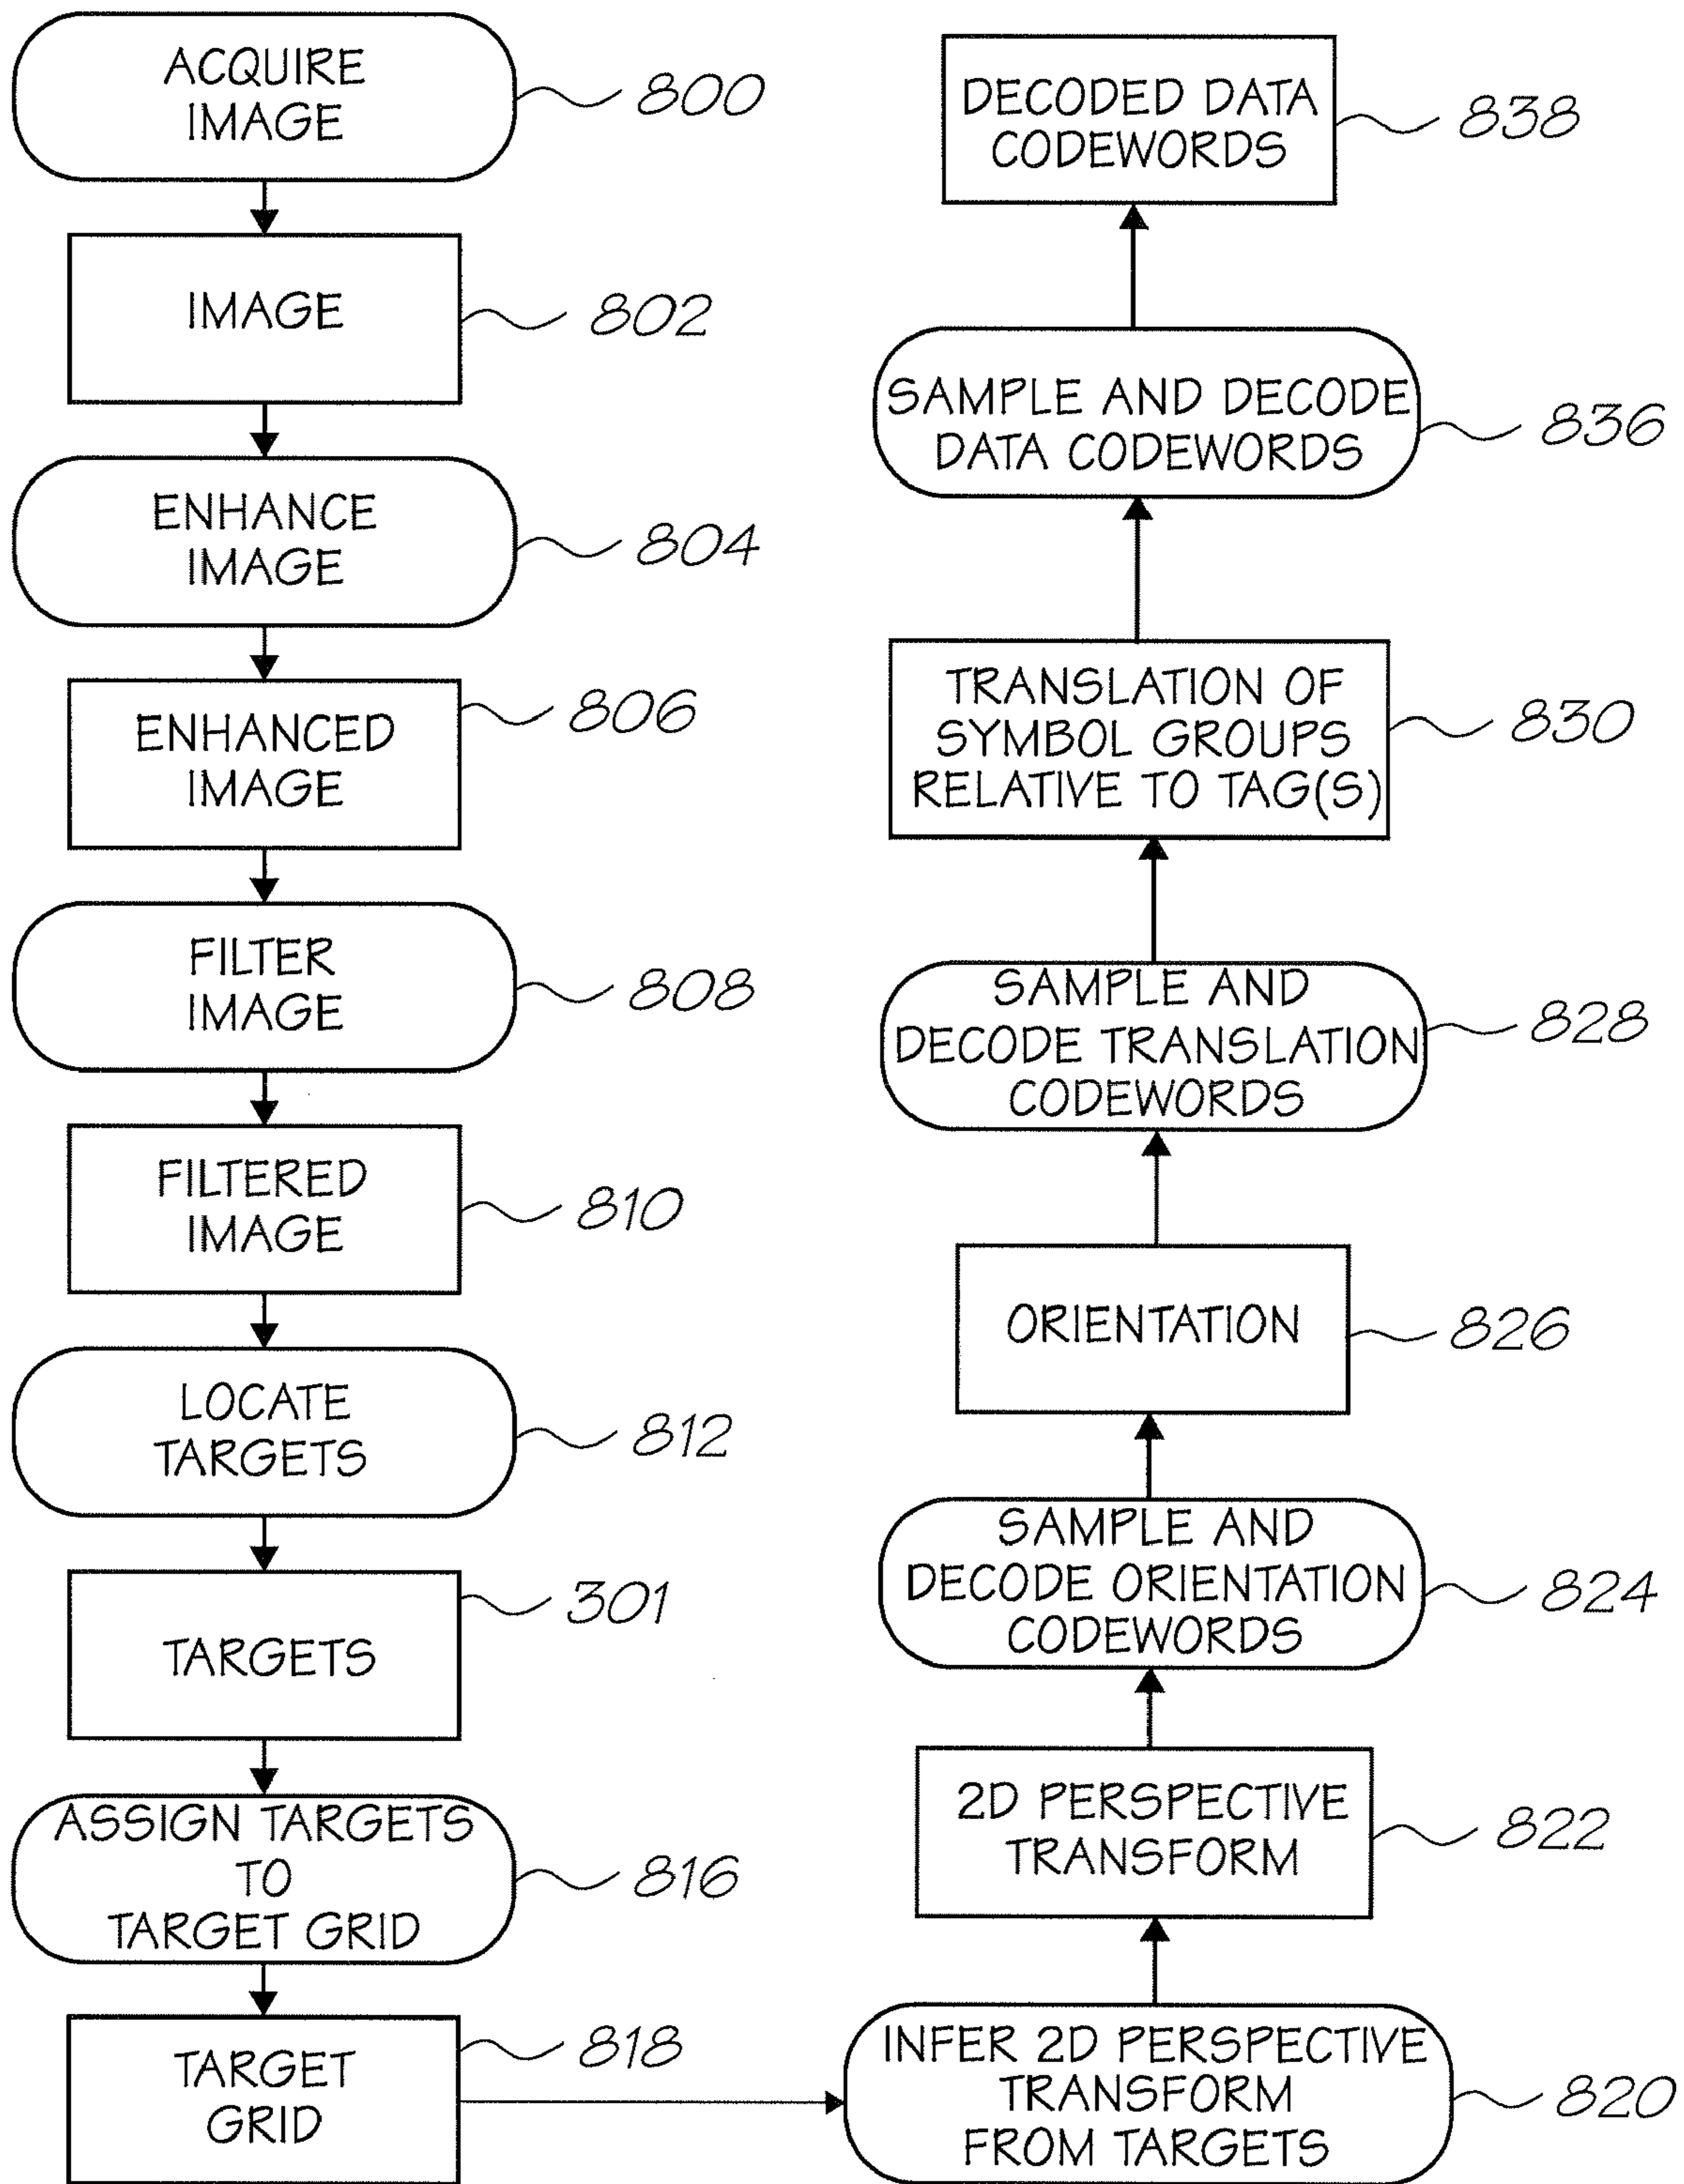 ACQUIRE
IMAGE
800
IMAGE
802
ENHANCE
IMAGE
804
ENHANCED
IMAGE
806
FILTER
IMAGE
808
FILTERED
IMAGE
810
LOCATE
TARGETS
812
TARGETS
301
ASSIGN TARGETS
TO
TARGET GRID
816
TARGET
GRID
818
INFER 2D PERSPECTIVE
TRANSFORM
FROM TARGETS
820
2D PERSPECTIVE
TRANSFORM
822
SAMPLE AND
DECODE ORIENTATION
CODEWORDS
824
ORIENTATION
826
SAMPLE AND
DECODE TRANSLATION
CODEWORDS
828
TRANSLATION OF
SYMBOL GROUPS
RELATIVE TO TAG(S)
830
SAMPLE AND DECODE
DATA CODEWORDS
836
DECODED DATA
CODEWORDS
838